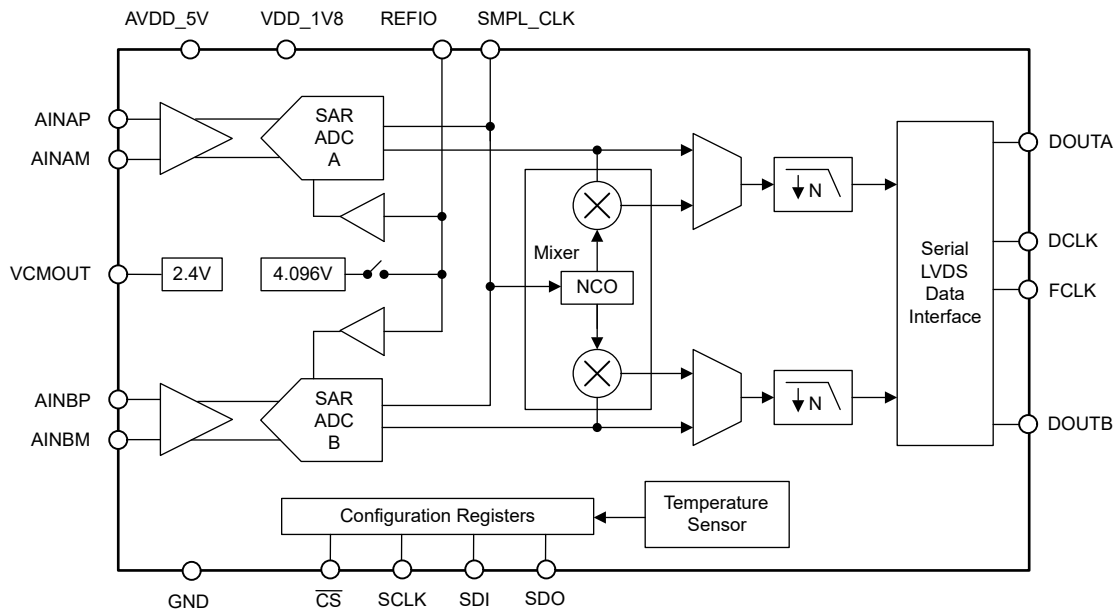 AVDD_5V
VDD_1V8
REFIO
SMPL_CLK
AINAP
AINAM
SAR
ADC
A
DOUTA
N
Mixer
VCMOUT
2.4V
4.096V
NCO
Serial
LVDS
Data
Interface
DCLK
FCLK
AINBP
AINBM
SAR
ADC
B
N
DOUTB
Configuration Registers
Temperature
Sensor
GND
CS
SCLK
SDI
SDO